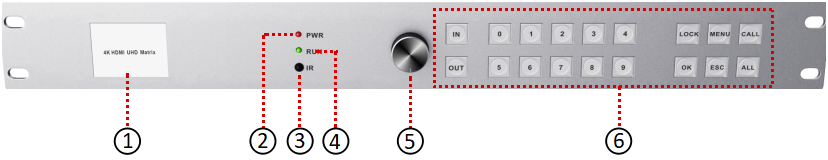 4K HDMI UHD Matrix
PWR
RUN
IR
IN 0 1 2 3 4 LOCK MENU CALL
OUT 5 6 7 8 9 OK ESC ALL
1 2 3 4 5 6